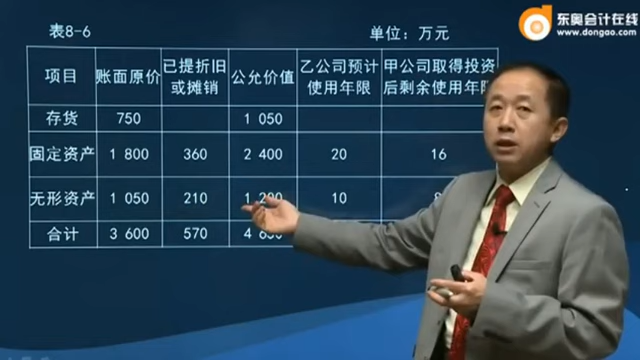 东奥会计在线
www.dongao.com
表8-6 单位：万元
项目 账面原价 已提折旧或摊销 公允价值 乙公司预计使用年限 甲公司取得投资后剩余使用年限
存货 750 1 050
固定资产 1 800 360 2 400 20 16
无形资产 1 050 210 10
合计 3 600 570